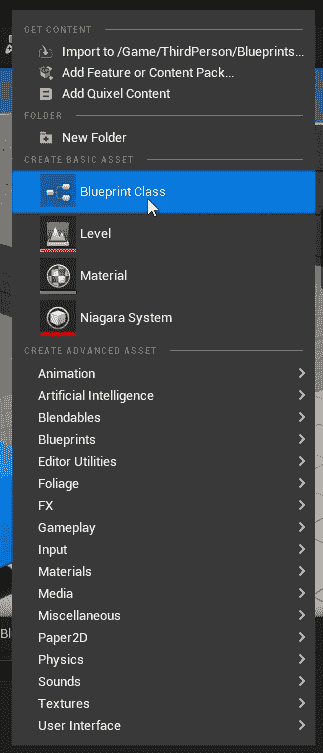 GET CONTENT
Import to /Game/ThirdPerson/Blueprints...
Add Feature or Content Pack...
Add Quixel Content
FOLDER
New Folder
CREATE BASIC ASSET
Blueprint Class
Level
Material
Niagara System
CREATE ADVANCED ASSET
Animation
Artificial Intelligence
Blendables
Blueprints
Editor Utilities
Foliage
FX
Gameplay
Input
Materials
Media
Miscellaneous
Bl
Paper2D
Physics
Sounds
Textures
User Interface